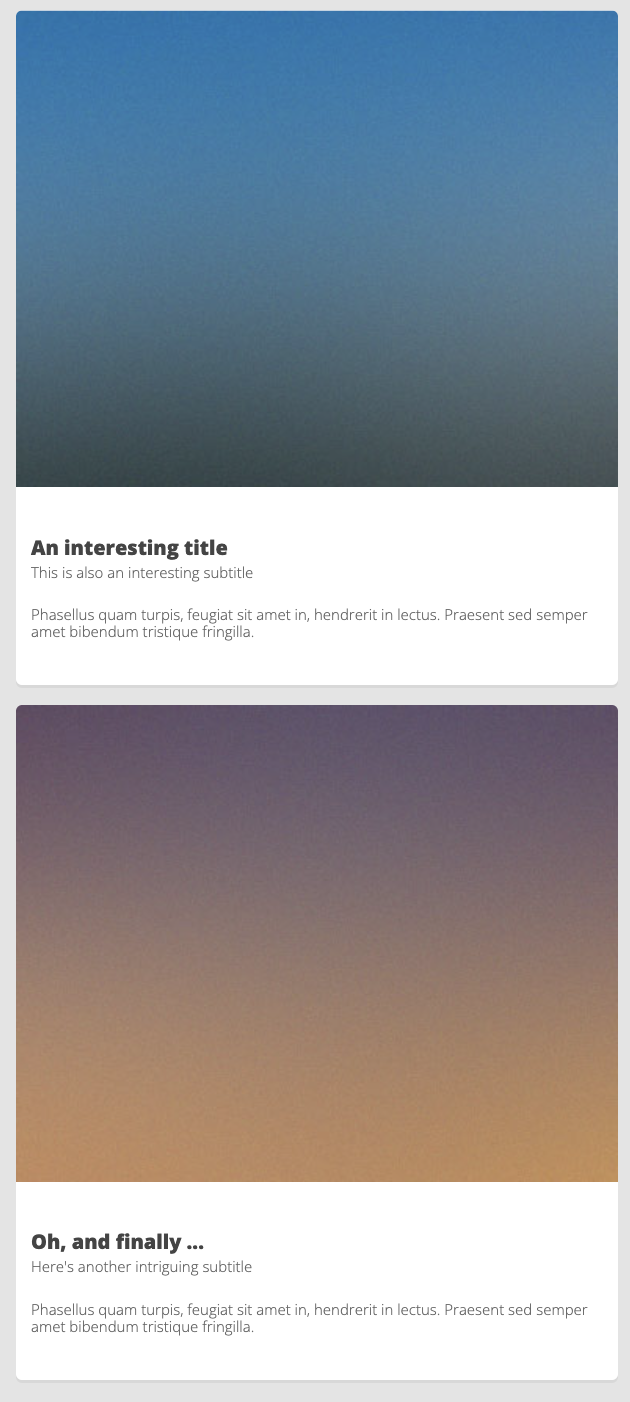 An interesting title
This is also an interesting subtitle
Phasellus quam turpis, feugiat sit amet in, hendrerit in lectus. Praesent sed semper
amet bibendum tristique fringilla.
Oh, and finally ...
Here's another intriguing subtitle
Phasellus quam turpis, feugiat sit amet in, hendrerit in lectus. Praesent sed semper
amet bibendum tristique fringilla.